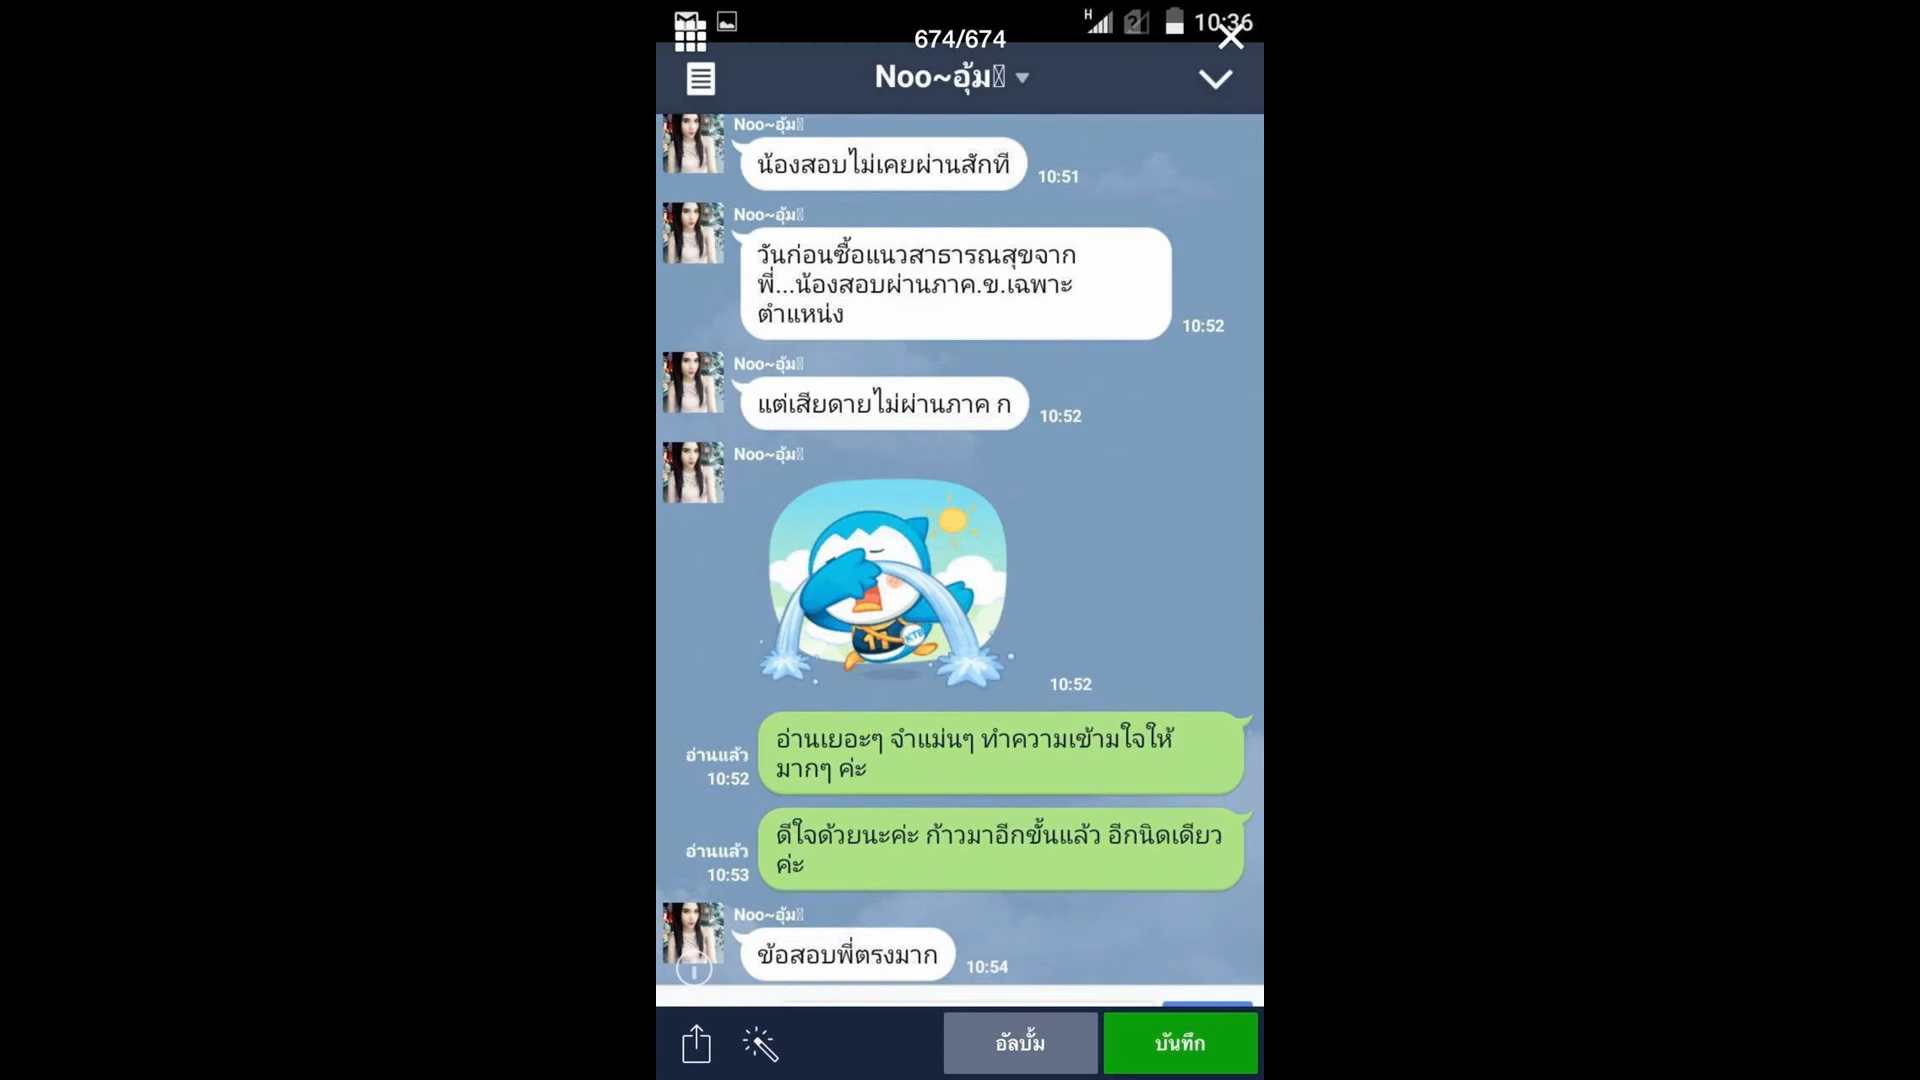 H
10:36
674/674
Noo~อุ้ม
Noo~อุ้ม
น้องสอบไม่เคยผ่านสักที
10:51
Noo~อุ้ม
วันก่อนซื้อแนวสาธารณสุขจาก
พี่...น้องสอบผ่านภาค.ข.เฉพาะ
ตำแหน่ง
10:52
Noo~อุ้ม
แต่เสียดายไม่ผ่านภาค ก
10:52
Noo~อุ้ม
11
KTB
10:52
อ่านเยอะๆ จำแม่นๆ ทำความเข้ามใจให้
มากๆ ค่ะ
อ่านแล้ว
10:52
ดีใจด้วยนะค่ะ ก้าวมาอีกขั้นแล้ว อีกนิดเดียว
ค่ะ
อ่านแล้ว
10:53
Noo~อุ้ม
ข้อสอบพี่ตรงมาก
10:54
อัลบั้ม
บันทึก